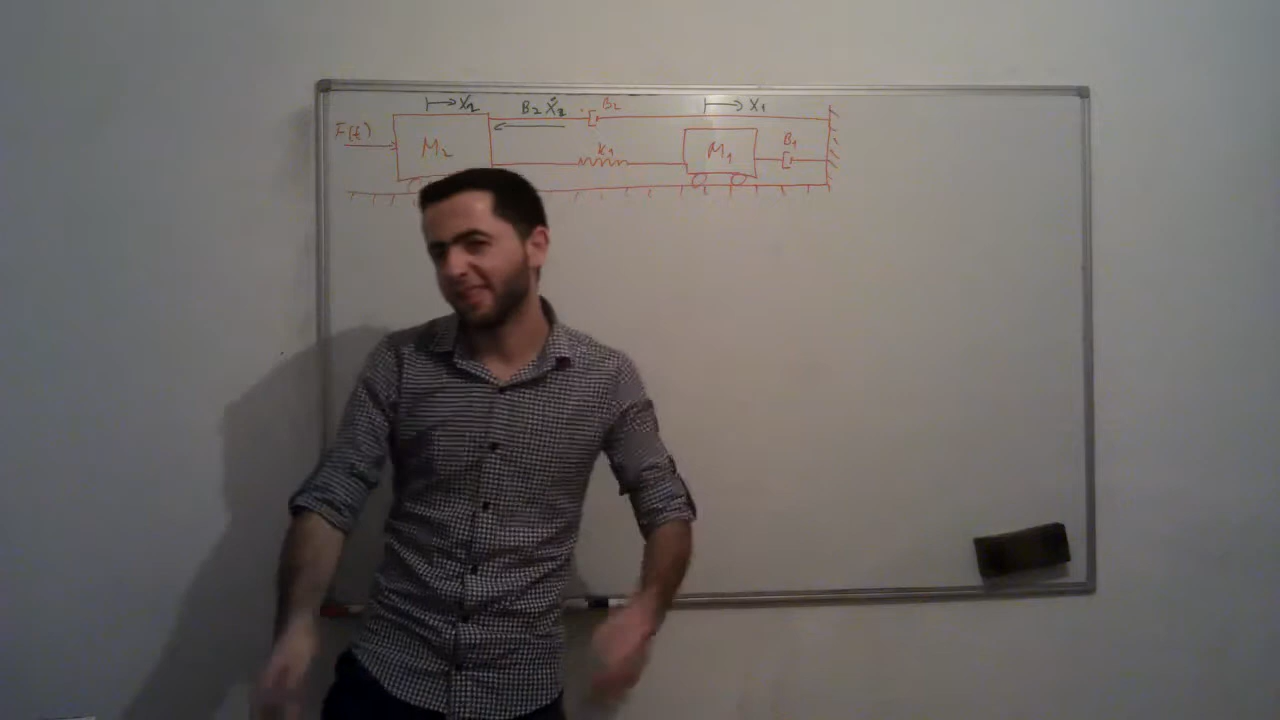 X₂ B₂ Ẋ₂ B₂ X₁
F(t) M₂ K₁ M₁ B₁